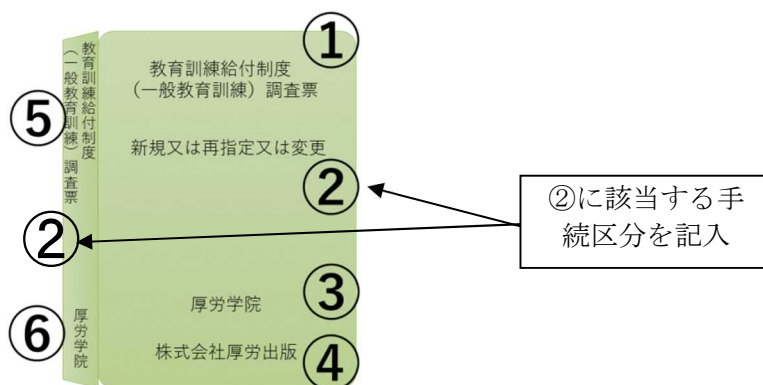 ①
教育訓練給付制度
（一般教育訓練）調査票
新規又は再指定又は変更
②
③
厚労学院
株式会社厚労出版
④
教育訓練給付制度
（一般教育訓練）調査票
⑤
②
⑥
厚労学院
②に該当する手
続区分を記入